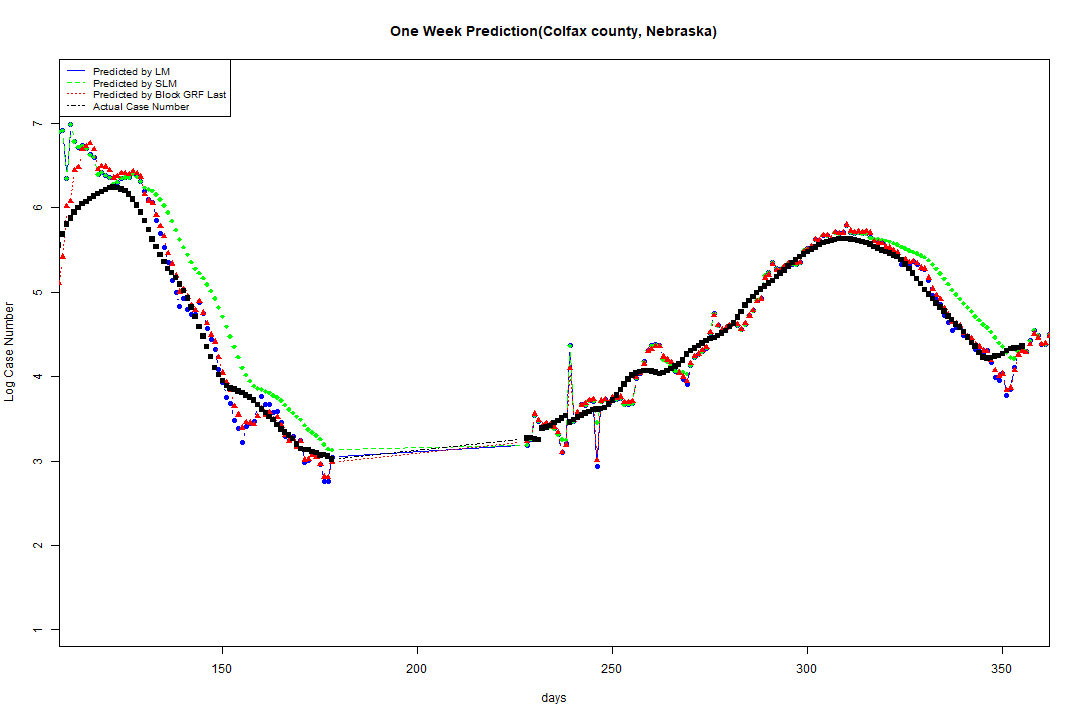 One Week Prediction(Colfax county, Nebraska)
Predicted by LM
Predicted by SLM
Predicted by Block GRF Last
Actual Case Number
Log Case Number
7
6
5
4
3
2
1
150
200
250
300
350
days